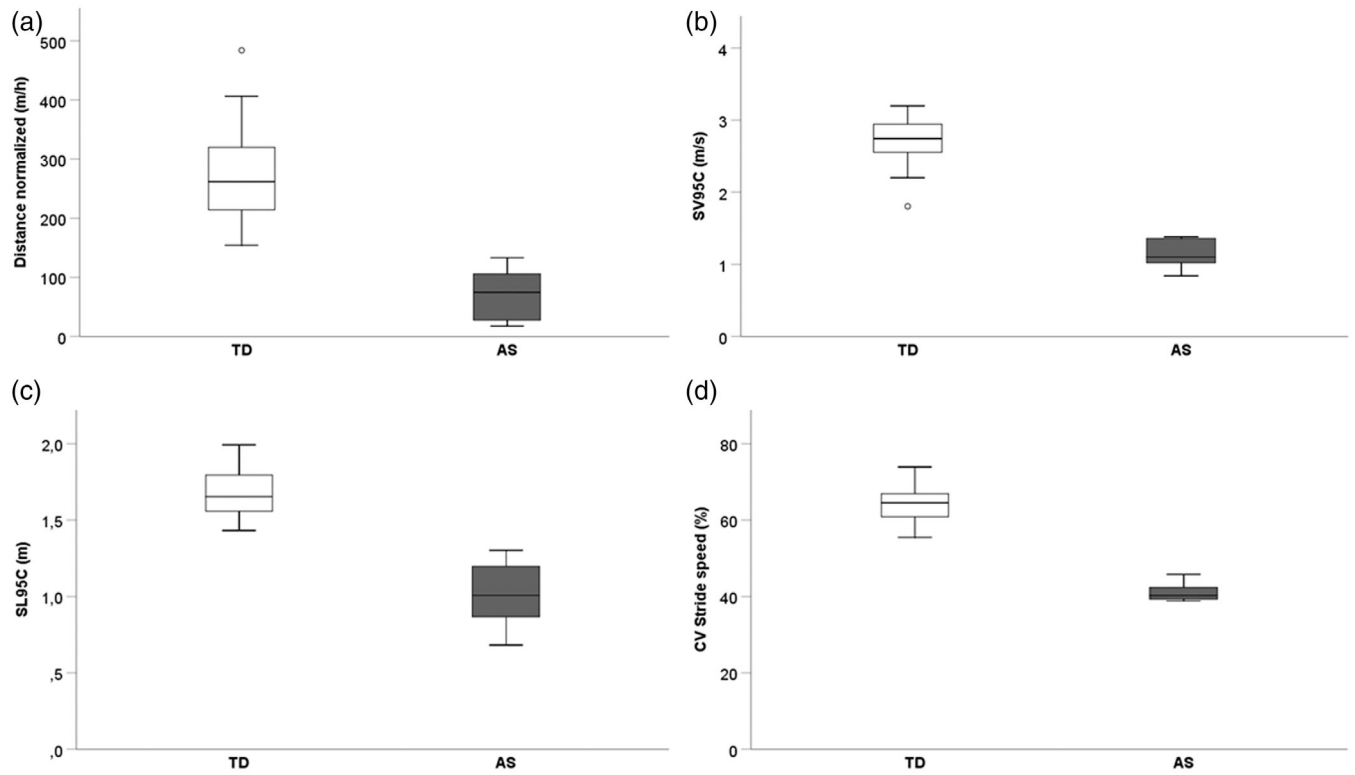 (a)
Distance normalized (m/h)
500
400
300
200
100
0
TD
AS
(b)
SV95C (m/s)
4
3
2
1
0
TD
AS
(c)
SL95C (m)
2,0
1,5
1,0
,5
,0
TD
AS
(d)
CV Stride speed (%)
80
60
40
20
0
TD
AS